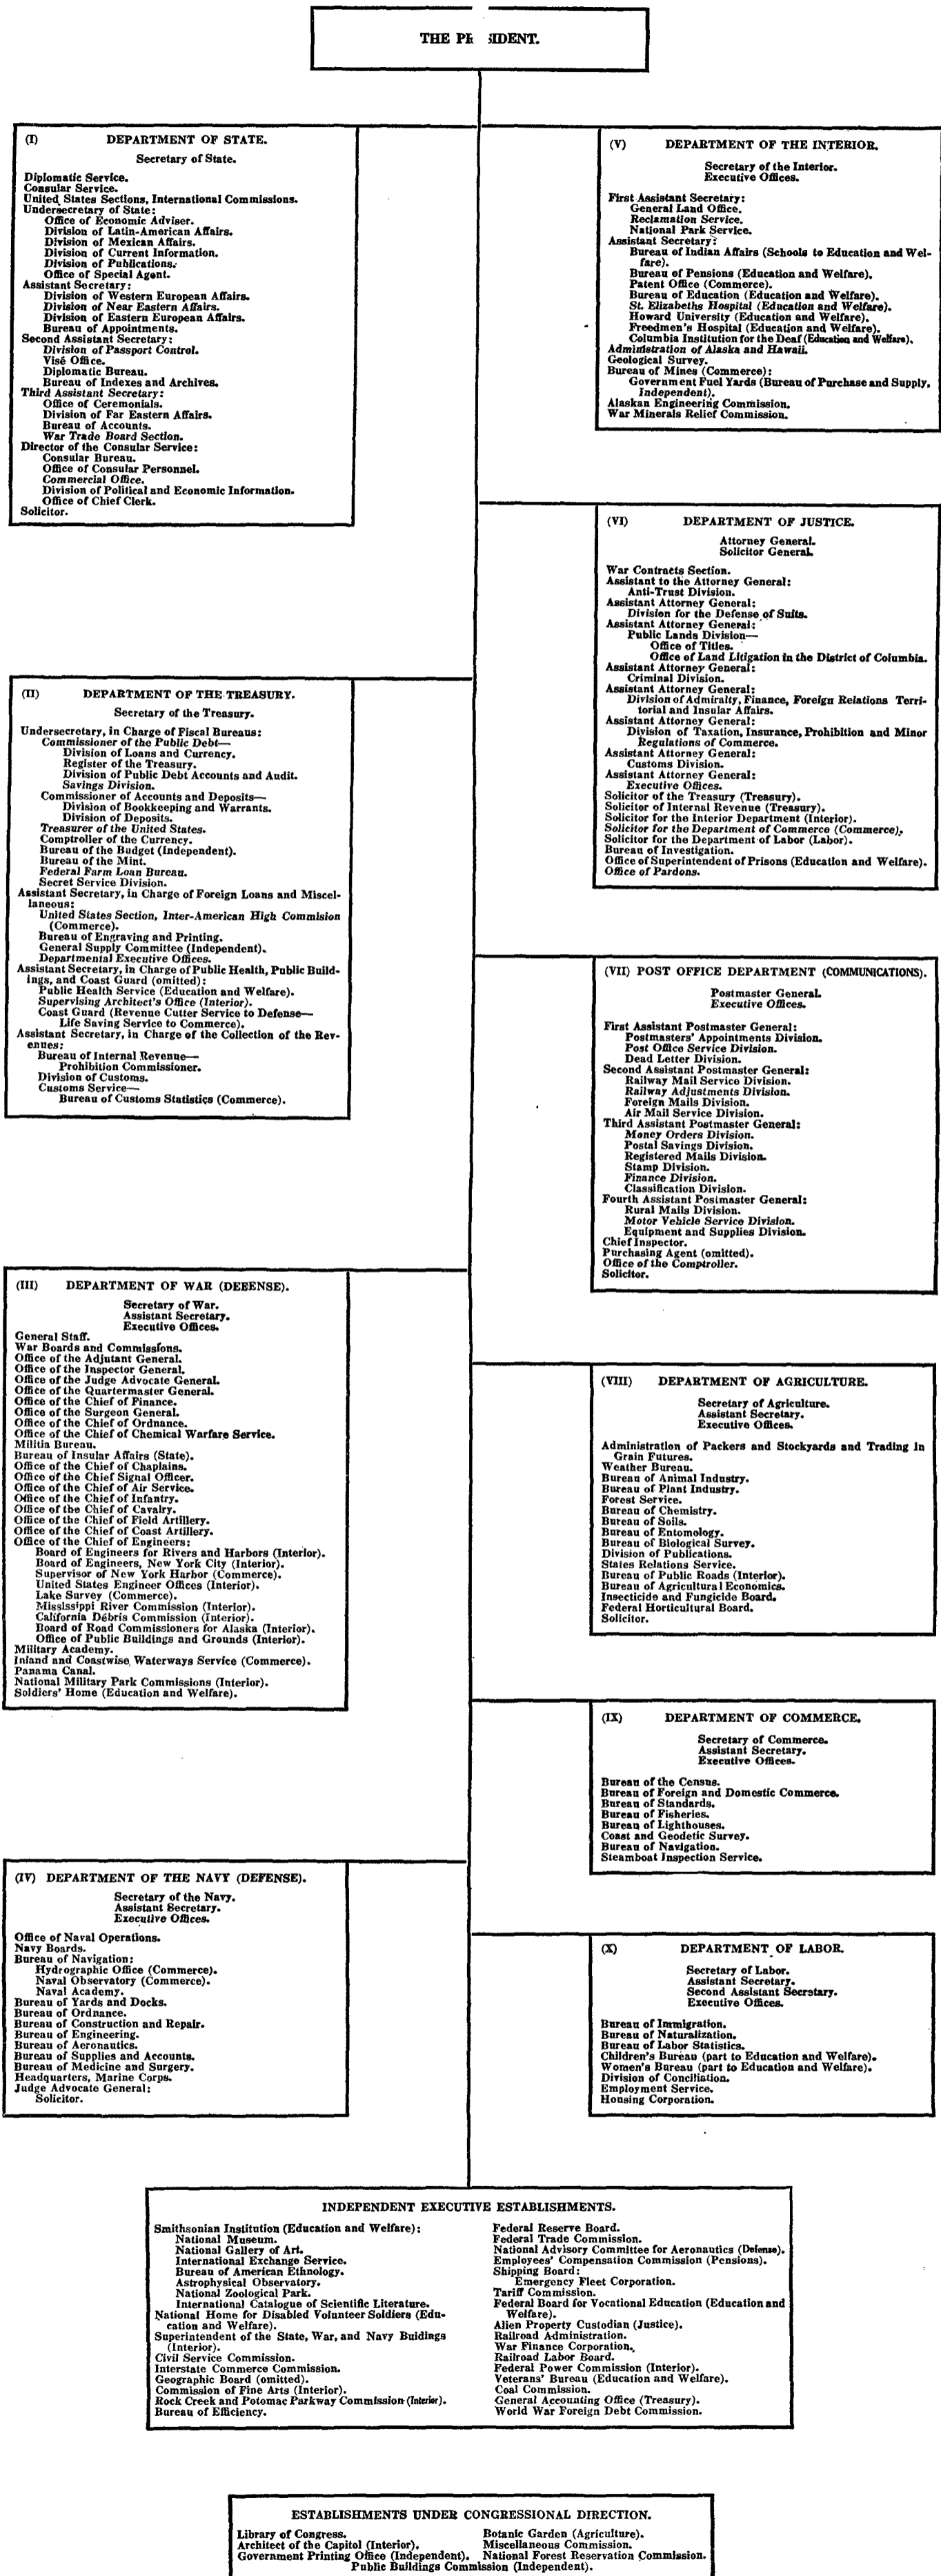 THE PR SIDENT.
(I) DEPARTMENT OF STATE.
Secretary of State.
Diplomatic Service.
Consular Service.
United States Sections, International Commissions.
Undersecretary of State:
Office of Economic Adviser.
Division of Latin-American Affairs.
Division of Mexican Affairs.
Division of Current Information.
Division of Publications.
Office of Special Agent.
Assistant Secretary:
Division of Western European Affairs.
Division of Near Eastern Affairs.
Division of Eastern European Affairs.
Bureau of Appointments.
Second Assistant Secretary:
Division of Passport Control.
Visé Office.
Diplomatic Bureau.
Bureau of Indexes and Archives.
Third Assistant Secretary:
Office of Ceremonials.
Division of Far Eastern Affairs.
Bureau of Accounts.
War Trade Board Section.
Director of the Consular Service:
Consular Bureau.
Office of Consular Personnel.
Commercial Office.
Division of Political and Economic Information.
Office of Chief Clerk.
Solicitor.
(II) DEPARTMENT OF THE TREASURY.
Secretary of the Treasury.
Undersecretary, in Charge of Fiscal Bureaus:
Commissioner of the Public Debt—
Division of Loans and Currency.
Register of the Treasury.
Division of Public Debt Accounts and Audit.
Savings Division.
Commissioner of Accounts and Deposits—
Division of Bookkeeping and Warrants.
Division of Deposits.
Treasurer of the United States.
Comptroller of the Currency.
Bureau of the Budget (Independent).
Bureau of the Mint.
Federal Farm Loan Bureau.
Secret Service Division.
Assistant Secretary, in Charge of Foreign Loans and Miscel-
laneous:
United States Section, Inter-American High Commision
(Commerce).
Bureau of Engraving and Printing.
General Supply Committee (Independent).
Departmental Executive Offices.
Assistant Secretary, in Charge of Public Health, Public Build-
ings, and Coast Guard (omitted):
Public Health Service (Education and Welfare).
Supervising Architect's Office (Interior).
Coast Guard (Revenue Cutter Service to Defense—
Life Saving Service to Commerce).
Assistant Secretary, in Charge of the Collection of the Rev-
enues:
Bureau of Internal Revenue—
Prohibition Commissioner.
Division of Customs.
Customs Service—
Bureau of Customs Statistics (Commerce).
(III) DEPARTMENT OF WAR (DEFENSE).
Secretary of War.
Assistant Secretary.
Executive Offices.
General Staff.
War Boards and Commissions.
Office of the Adjutant General.
Office of the Inspector General.
Office of the Judge Advocate General.
Office of the Quartermaster General.
Office of the Chief of Finance.
Office of the Surgeon General.
Office of the Chief of Ordnance.
Office of the Chief of Chemical Warfare Service.
Militia Bureau.
Bureau of Insular Affairs (State).
Office of the Chief of Chaplains.
Office of the Chief Signal Officer.
Office of the Chief of Air Service.
Office of the Chief of Infantry.
Office of the Chief of Cavalry.
Office of the Chief of Field Artillery.
Office of the Chief of Coast Artillery.
Office of the Chief of Engineers:
Board of Engineers for Rivers and Harbors (Interior).
Board of Engineers, New York City (Interior).
Supervisor of New York Harbor (Commerce).
United States Engineer Offices (Interior).
Lake Survey (Commerce).
Mississippi River Commission (Interior).
California Débris Commission (Interior).
Board of Road Commissioners for Alaska (Interior).
Office of Public Buildings and Grounds (Interior).
Military Academy.
Inland and Coastwise Waterways Service (Commerce).
Panama Canal.
National Military Park Commissions (Interior).
Soldiers' Home (Education and Welfare).
(IV) DEPARTMENT OF THE NAVY (DEFENSE).
Secretary of the Navy.
Assistant Secretary.
Executive Offices.
Office of Naval Operations.
Navy Boards.
Bureau of Navigation:
Hydrographic Office (Commerce).
Naval Observatory (Commerce).
Naval Academy.
Bureau of Yards and Docks.
Bureau of Ordnance.
Bureau of Construction and Repair.
Bureau of Engineering.
Bureau of Aeronautics.
Bureau of Supplies and Accounts.
Bureau of Medicine and Surgery.
Headquarters, Marine Corps.
Judge Advocate General:
Solicitor.
(V) DEPARTMENT OF THE INTERIOR.
Secretary of the Interior.
Executive Offices.
First Assistant Secretary:
General Land Office.
Reclamation Service.
National Park Service.
Assistant Secretary:
Bureau of Indian Affairs (Schools to Education and Wel-
fare).
Bureau of Pensions (Education and Welfare).
Patent Office (Commerce).
Bureau of Education (Education and Welfare).
St. Elizabeths Hospital (Education and Welfare).
Howard University (Education and Welfare).
Freedmen's Hospital (Education and Welfare).
Columbia Institution for the Deaf (Education and Welfare).
Administration of Alaska and Hawaii.
Geological Survey.
Bureau of Mines (Commerce):
Government Fuel Yards (Bureau of Purchase and Supply,
Independent).
Alaskan Engineering Commission.
War Minerals Relief Commission.
(VI) DEPARTMENT OF JUSTICE.
Attorney General.
Solicitor General.
War Contracts Section.
Assistant to the Attorney General:
Anti-Trust Division.
Assistant Attorney General:
Division for the Defense of Suits.
Assistant Attorney General:
Public Lands Division—
Office of Titles.
Office of Land Litigation in the District of Columbia.
Assistant Attorney General:
Criminal Division.
Assistant Attorney General:
Division of Admiralty, Finance, Foreign Relations Terri-
torial and Insular Affairs.
Assistant Attorney General:
Division of Taxation, Insurance, Prohibition and Minor
Regulations of Commerce.
Assistant Attorney General:
Customs Division.
Assistant Attorney General:
Executive Offices.
Solicitor of the Treasury (Treasury).
Solicitor of Internal Revenue (Treasury).
Solicitor for the Interior Department (Interior).
Solicitor for the Department of Commerce (Commerce).
Solicitor for the Department of Labor (Labor).
Bureau of Investigation.
Office of Superintendent of Prisons (Education and Welfare).
Office of Pardons.
(VII) POST OFFICE DEPARTMENT (COMMUNICATIONS).
Postmaster General.
Executive Offices.
First Assistant Postmaster General:
Postmasters' Appointments Division.
Post Office Service Division.
Dead Letter Division.
Second Assistant Postmaster General:
Railway Mail Service Division.
Railway Adjustments Division.
Foreign Mails Division.
Air Mail Service Division.
Third Assistant Postmaster General:
Money Orders Division.
Postal Savings Division.
Registered Mails Division.
Stamp Division.
Finance Division.
Classification Division.
Fourth Assistant Postmaster General:
Rural Mails Division.
Motor Vehicle Service Division.
Equipment and Supplies Division.
Chief Inspector.
Purchasing Agent (omitted).
Office of the Comptroller.
Solicitor.
(VIII) DEPARTMENT OF AGRICULTURE.
Secretary of Agriculture.
Assistant Secretary.
Executive Offices.
Administration of Packers and Stockyards and Trading in
Grain Futures.
Weather Bureau.
Bureau of Animal Industry.
Bureau of Plant Industry.
Forest Service.
Bureau of Chemistry.
Bureau of Soils.
Bureau of Entomology.
Bureau of Biological Survey.
Division of Publications.
States Relations Service.
Bureau of Public Roads (Interior).
Bureau of Agricultural Economics.
Insecticide and Fungicide Board.
Federal Horticultural Board.
Solicitor.
(IX) DEPARTMENT OF COMMERCE.
Secretary of Commerce.
Assistant Secretary.
Executive Offices.
Bureau of the Census.
Bureau of Foreign and Domestic Commerce.
Bureau of Standards.
Bureau of Fisheries.
Bureau of Lighthouses.
Coast and Geodetic Survey.
Bureau of Navigation.
Steamboat Inspection Service.
(X) DEPARTMENT OF LABOR.
Secretary of Labor.
Assistant Secretary.
Second Assistant Secretary.
Executive Offices.
Bureau of Immigration.
Bureau of Naturalization.
Bureau of Labor Statistics.
Children's Bureau (part to Education and Welfare).
Women's Bureau (part to Education and Welfare).
Division of Conciliation.
Employment Service.
Housing Corporation.
INDEPENDENT EXECUTIVE ESTABLISHMENTS.
Smithsonian Institution (Education and Welfare):
National Museum.
National Gallery of Art.
International Exchange Service.
Bureau of American Ethnology.
Astrophysical Observatory.
National Zoological Park.
International Catalogue of Scientific Literature.
National Home for Disabled Volunteer Soldiers (Edu-
cation and Welfare).
Superintendent of the State, War, and Navy Buidings
(Interior).
Civil Service Commission.
Interstate Commerce Commission.
Geographic Board (omitted).
Commission of Fine Arts (Interior).
Rock Creek and Potomac Parkway Commission (Interior).
Bureau of Efficiency.
Federal Reserve Board.
Federal Trade Commission.
National Advisory Committee for Aeronautics (Defense).
Employees' Compensation Commission (Pensions).
Shipping Board:
Emergency Fleet Corporation.
Tariff Commission.
Federal Board for Vocational Education (Education and
Welfare).
Alien Property Custodian (Justice).
Railroad Administration.
War Finance Corporation.
Railroad Labor Board.
Federal Power Commission (Interior).
Veterans' Bureau (Education and Welfare).
Coal Commission.
General Accounting Office (Treasury).
World War Foreign Debt Commission.
ESTABLISHMENTS UNDER CONGRESSIONAL DIRECTION.
Library of Congress. Botanic Garden (Agriculture).
Architect of the Capitol (Interior). Miscellaneous Commission.
Government Printing Office (Independent). National Forest Reservation Commission.
Public Buildings Commission (Independent).